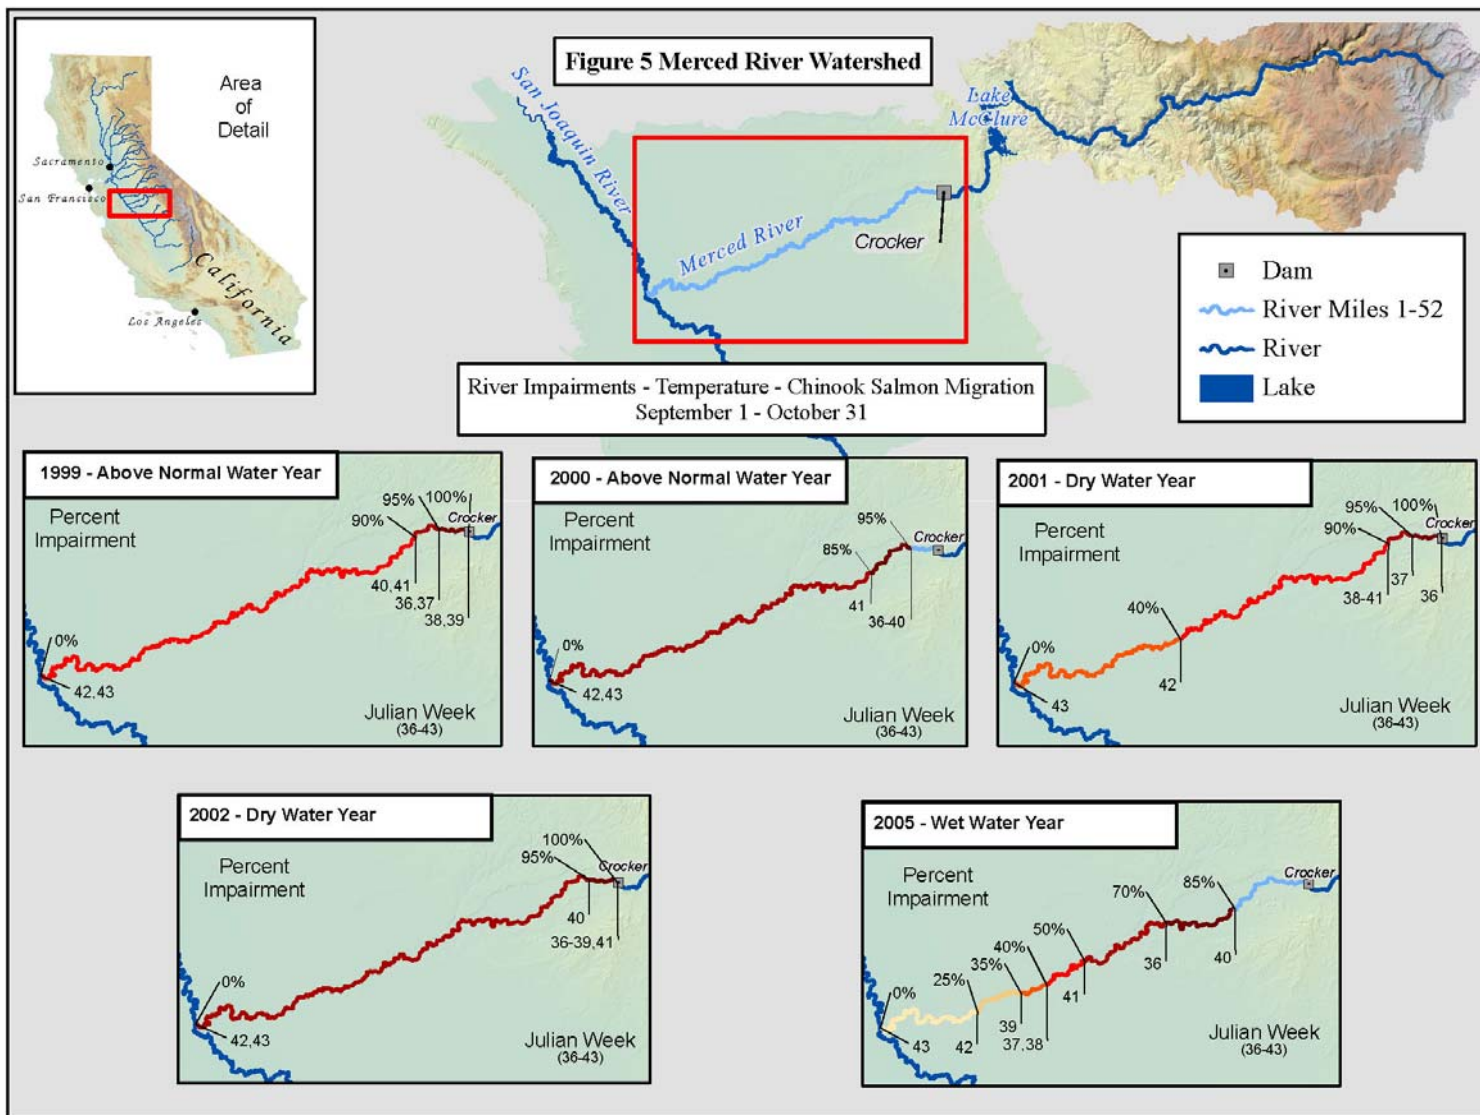 Figure 5 Merced River Watershed
Area
of
Detail
Sacramento
San Francisco
California
Los Angeles
San Joaquin River
Merced River
Lake
McClure
Crocker
Dam
River Miles 1-52
River
Lake
River Impairments - Temperature - Chinook Salmon Migration
September 1 - October 31
1999 - Above Normal Water Year
Percent
Impairment
100%
95%
90%
Crocker
40,41
36,37
38,39
0%
42,43
Julian Week
(36-43)
2000 - Above Normal Water Year
Percent
Impairment
95%
85%
Crocker
41
36-40
0%
42,43
Julian Week
(36-43)
2001 - Dry Water Year
Percent
Impairment
100%
95%
90%
Crocker
37
38-41
36
40%
0%
42
43
Julian Week
(36-43)
2002 - Dry Water Year
Percent
Impairment
100%
95%
Crocker
40
36-39,41
0%
42,43
Julian Week
(36-43)
2005 - Wet Water Year
Percent
Impairment
Crocker
85%
70%
50%
40%
35%
25%
0%
36
40
41
39
37,38
42
43
Julian Week
(36-43)